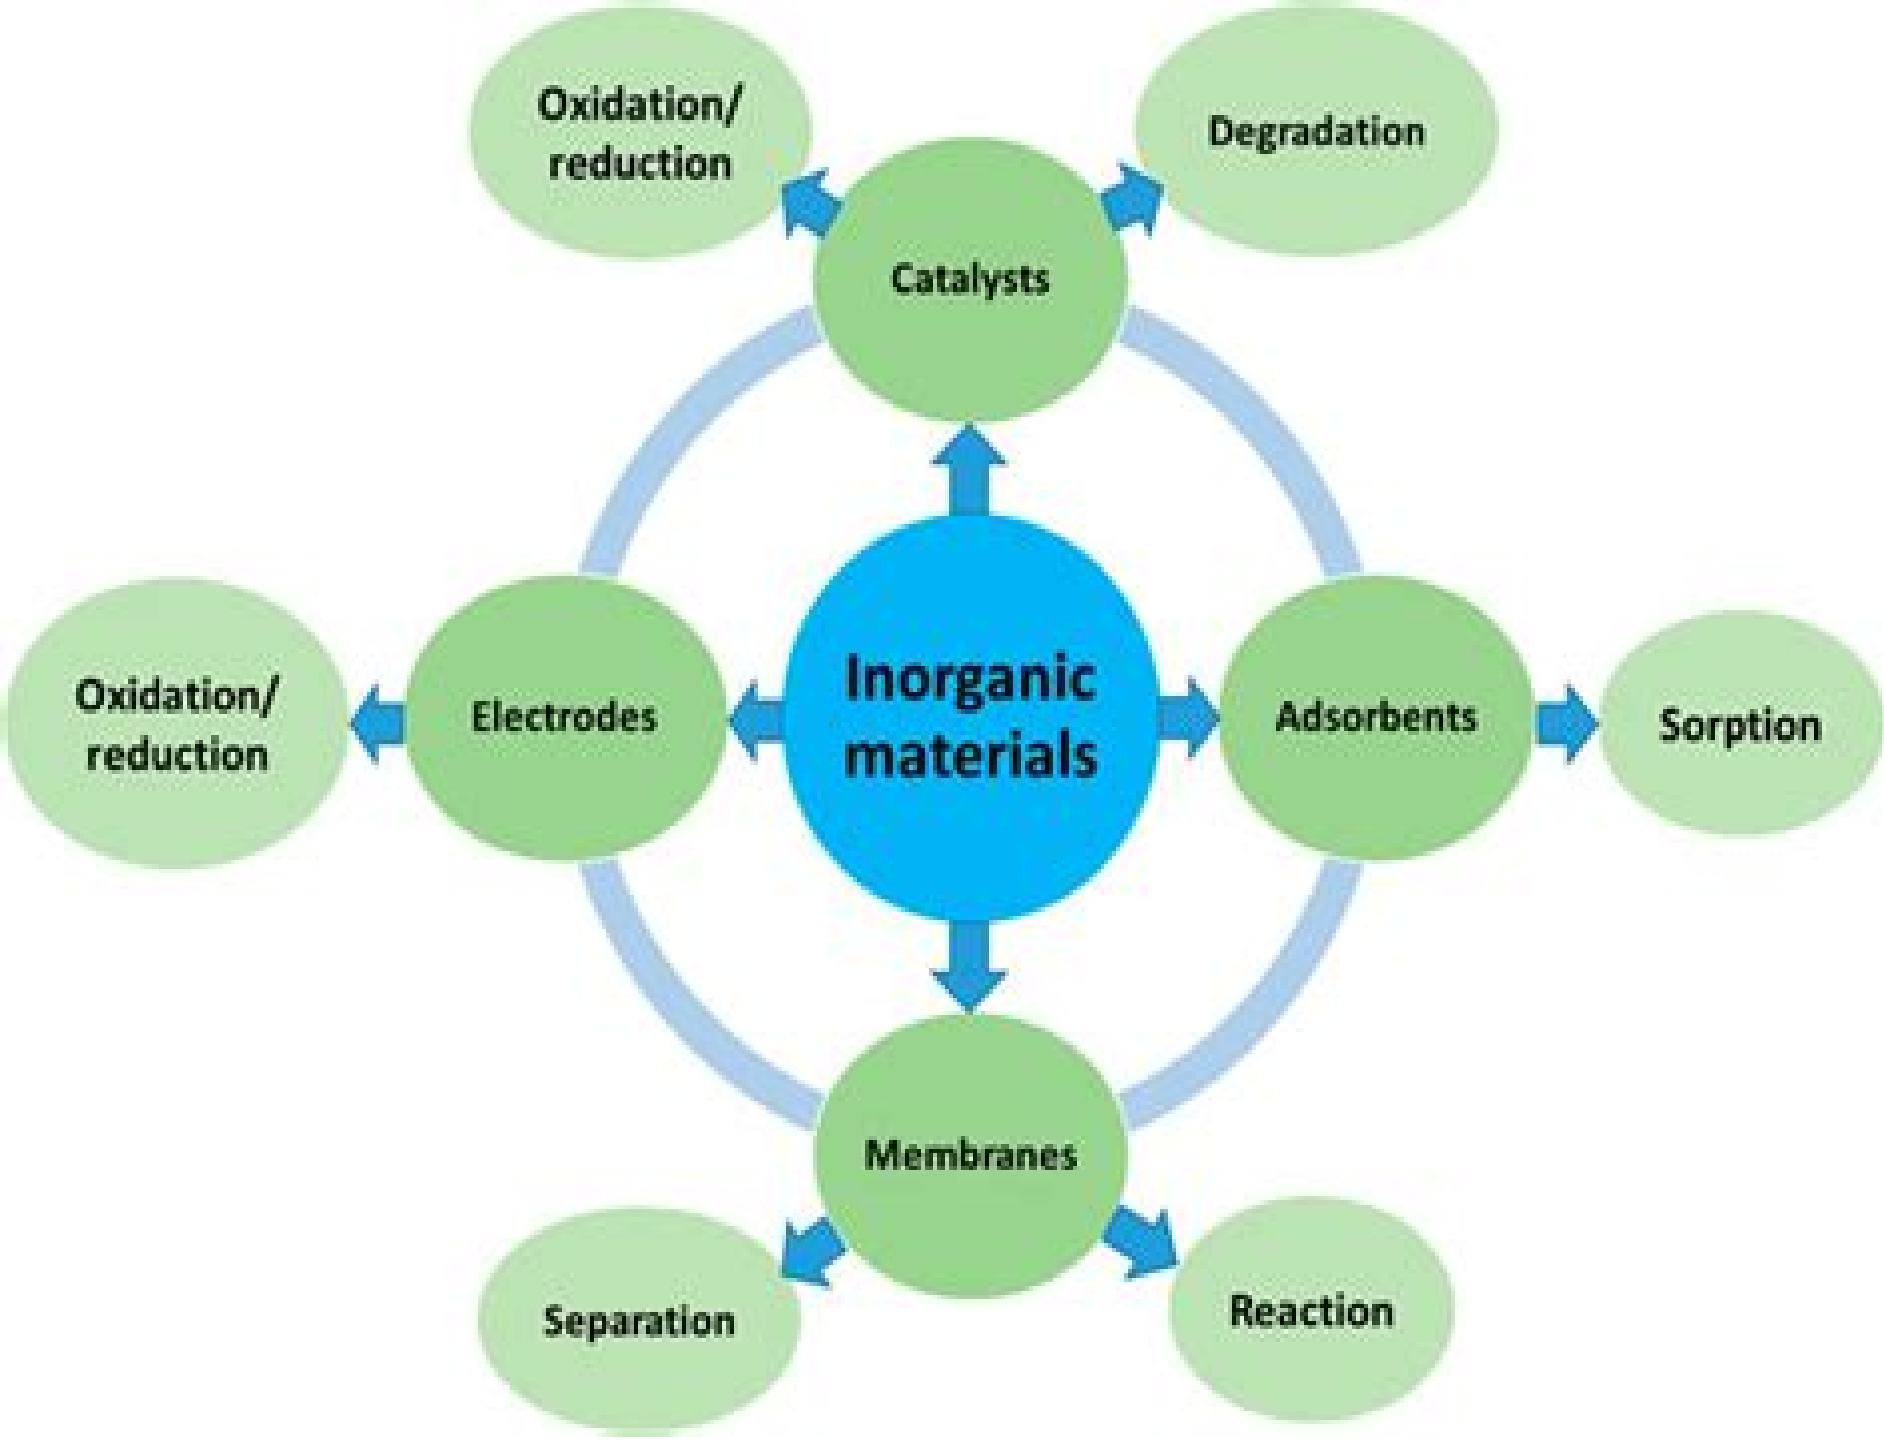 Oxidation/
reduction
Degradation
Catalysts
Oxidation/
reduction
Electrodes
Inorganic
materials
Adsorbents
Sorption
Membranes
Separation
Reaction